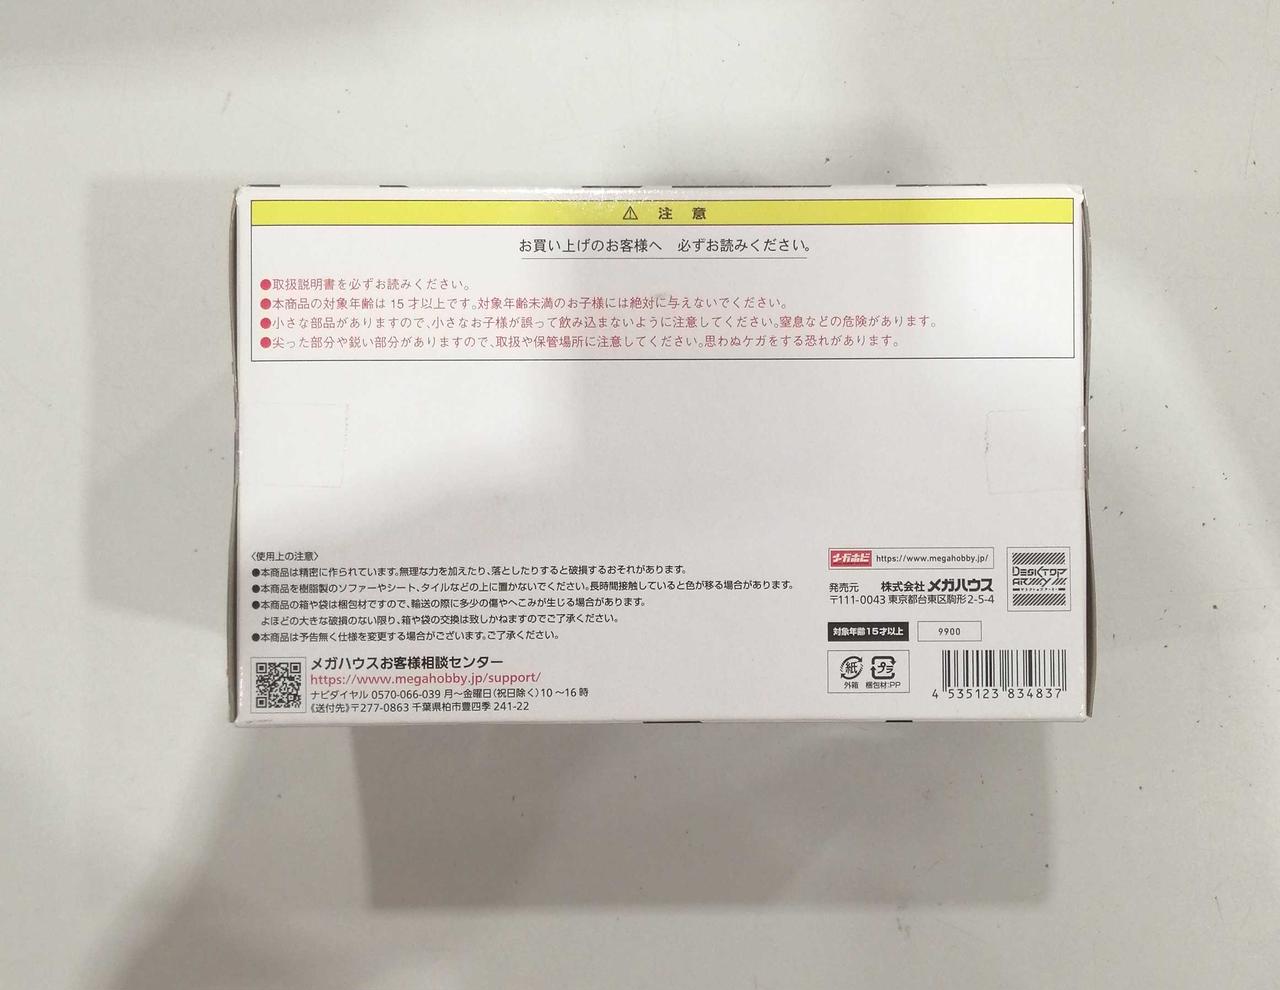 ⚠ 注 意
お買い上げのお客様へ 必ずお読みください。
●取扱説明書を必ずお読みください。
●本商品の対象年齢は15才以上です。対象年齢未満のお子様には絶対に与えないでください。
●小さな部品がありますので、小さなお子様が誤って飲み込まないように注意してください。窒息などの危険があります。
●尖った部分や鋭い部分がありますので、取扱や保管場所に注意してください。思わぬケガをする恐れがあります。
〈使用上の注意〉
●本商品は精密に作られています。無理な力を加えたり、落としたりすると破損するおそれがあります。
●本商品を樹脂製のソファーやシート、タイルなどの上に置かないでください。長時間接触していると色が移る場合があります。
●本商品の箱や袋は梱包材ですので、輸送の際に多少の傷やへこみが生じる場合があります。
よほどの大きな破損のない限り、箱や袋の交換は致しかねますのでご了承ください。
●本商品は予告無く仕様を変更する場合がございます。ご了承ください。
メガハウスお客様相談センター
https://www.megahobby.jp/support/
ナビダイヤル 0570-066-039 月～金曜日(祝日除く)10～16時
《送付先》〒277-0863 千葉県柏市豊四季 241-22
メガホビ https://www.megahobby.jp/
発売元 株式会社 メガハウス
〒111-0043 東京都台東区駒形2-5-4
DESKTOP ARMY
デスクトップアーミー
対象年齢15才以上
9900
紙 外箱
プラ 梱包材:PP
4 535123 834837